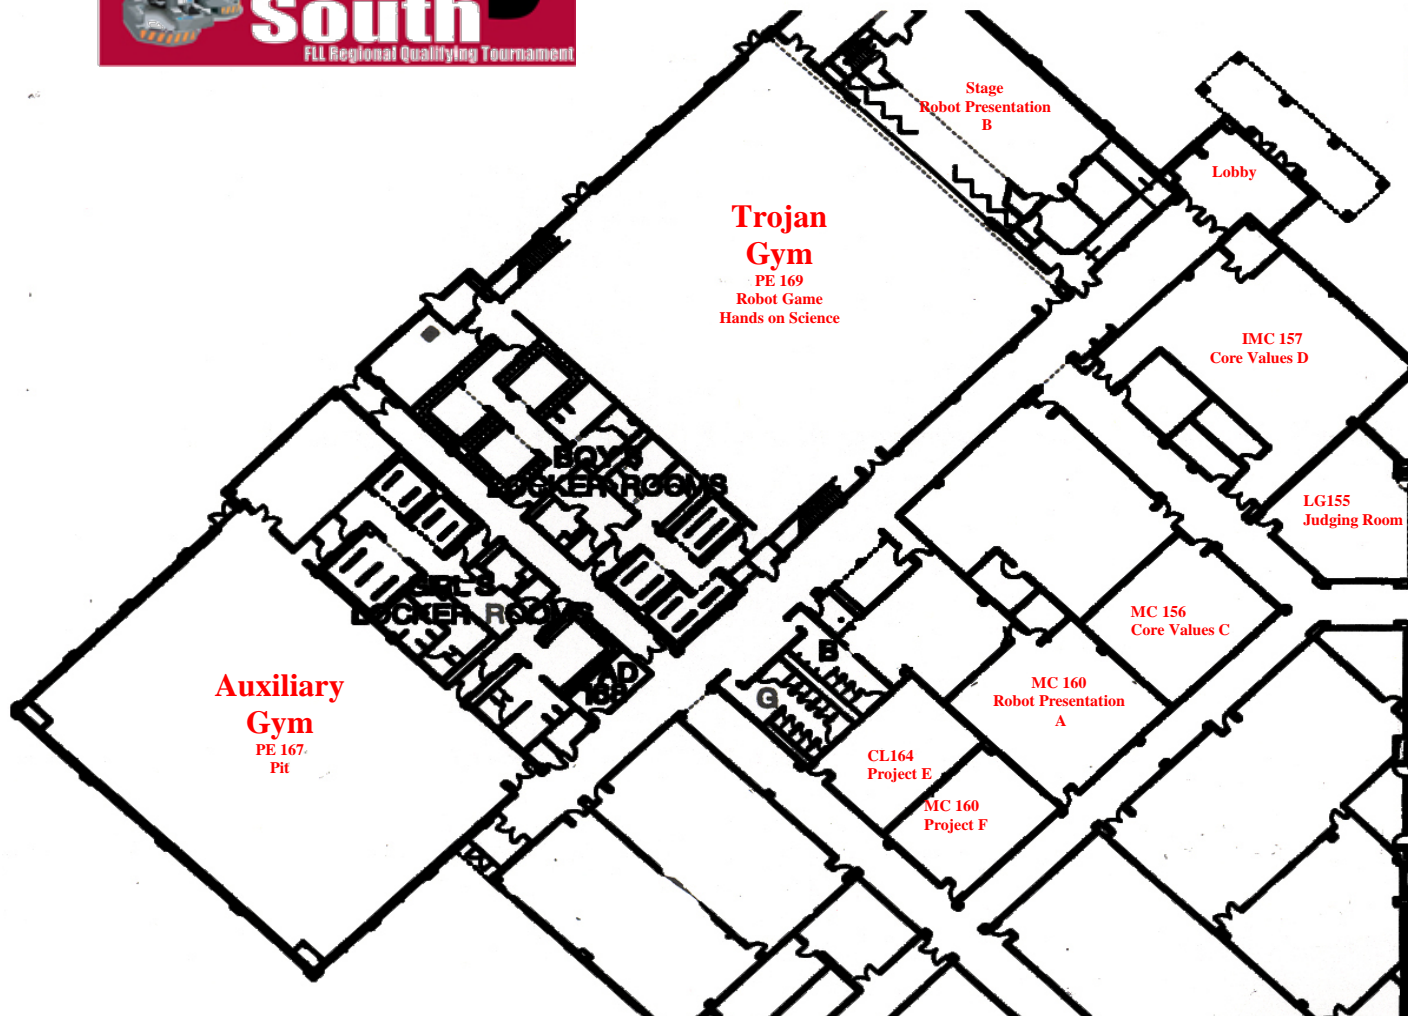 South
FLL Regional Qualifying Tournament
Stage
Robot Presentation
B
Lobby
Trojan
Gym
PE 169
Robot Game
Hands on Science
IMC 157
Core Values D
BOY'S
LOCKER ROOMS
LG155
Judging Room
GIRL'S
LOCKER ROOMS
MC 156
Core Values C
B
G
MC 160
Robot Presentation
A
Auxiliary
Gym
PE 167
Pit
CL164
Project E
MC 160
Project F